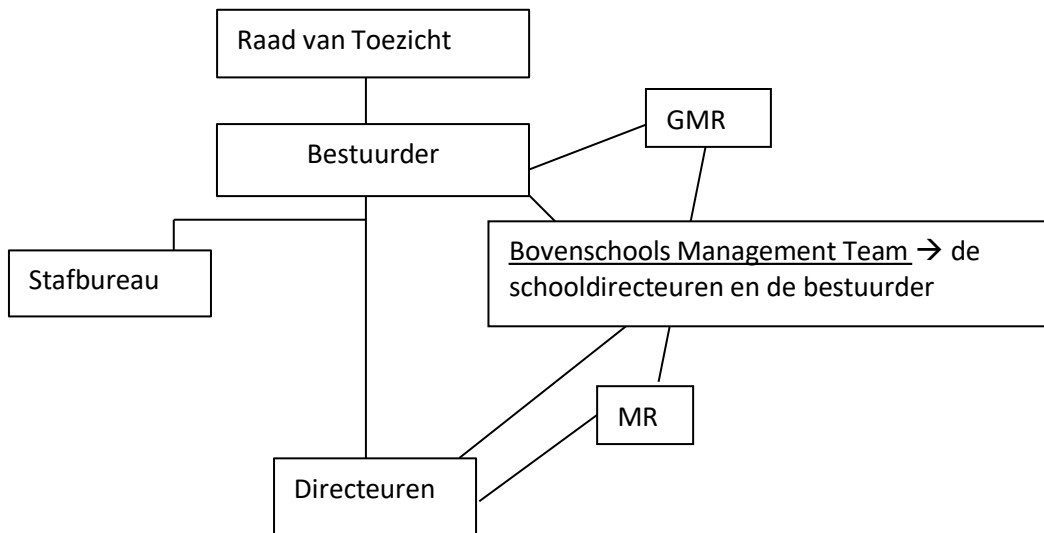 Raad van Toezicht
GMR
Bestuurder
Bovenschools Management Team → de
schooldirecteuren en de bestuurder
Stafbureau
MR
Directeuren